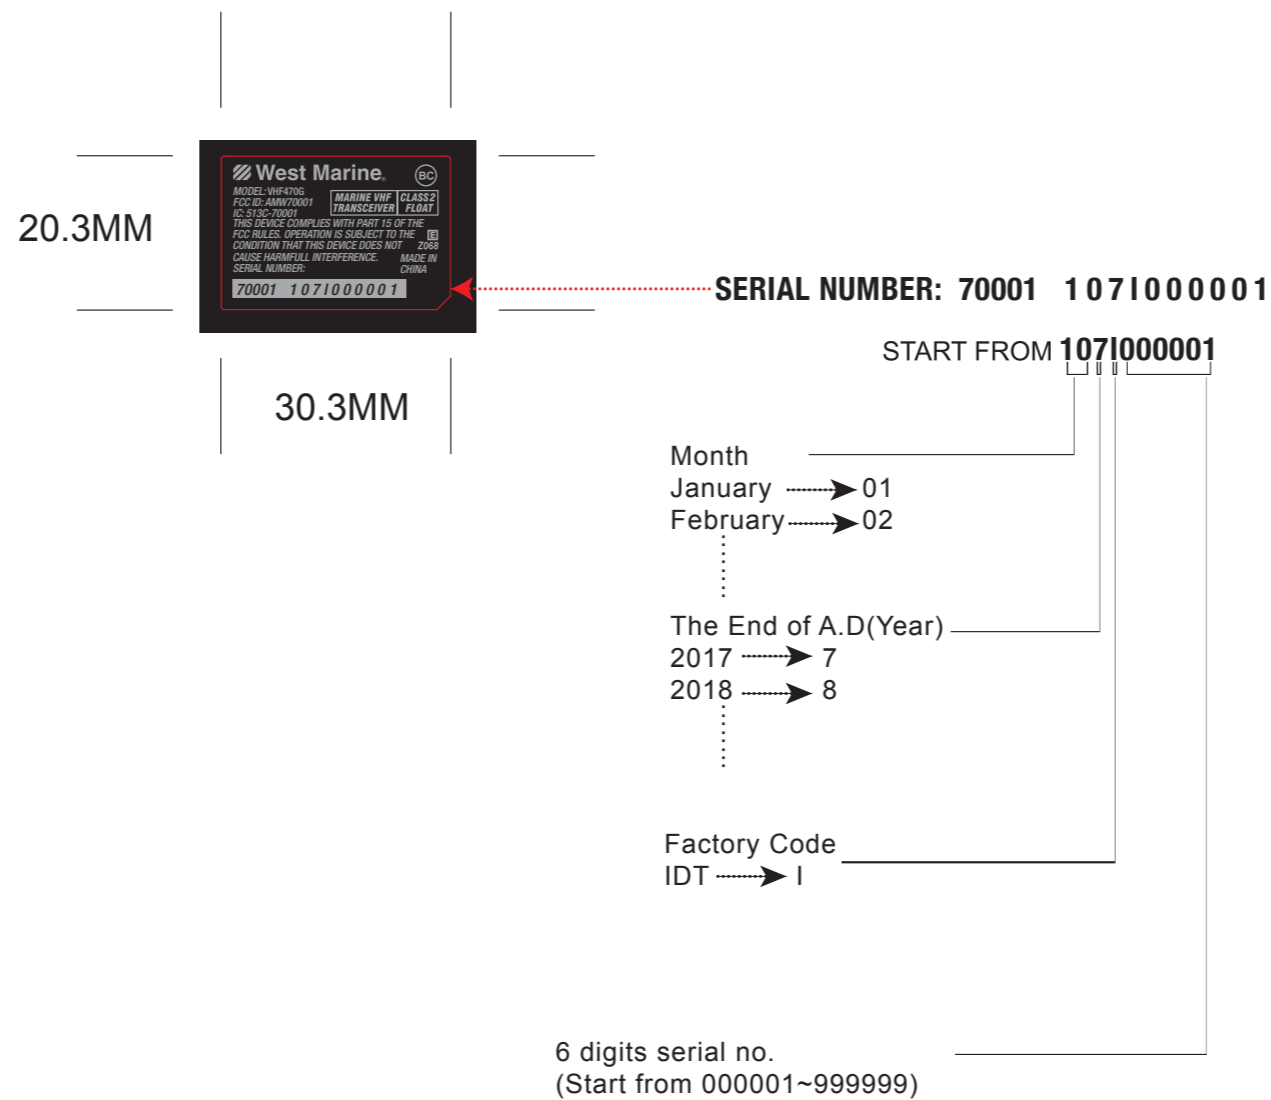 West Marine®
BC
MODEL: VHF470G
FCC ID: AMW70001
IC: 513C-70001
MARINE VHF
TRANSCEIVER
CLASS 2
FLOAT
THIS DEVICE COMPLIES WITH PART 15 OF THE
FCC RULES. OPERATION IS SUBJECT TO THE
CONDITION THAT THIS DEVICE DOES NOT
CAUSE HARMFULL INTERFERENCE.
SERIAL NUMBER:
E
Z068
MADE IN
CHINA
70001 107I000001
20.3MM
30.3MM
SERIAL NUMBER: 70001 107I000001
START FROM 107I000001
Month
January 01
February 02
The End of A.D(Year)
2017 7
2018 8
Factory Code
IDT I
6 digits serial no.
(Start from 000001~999999)